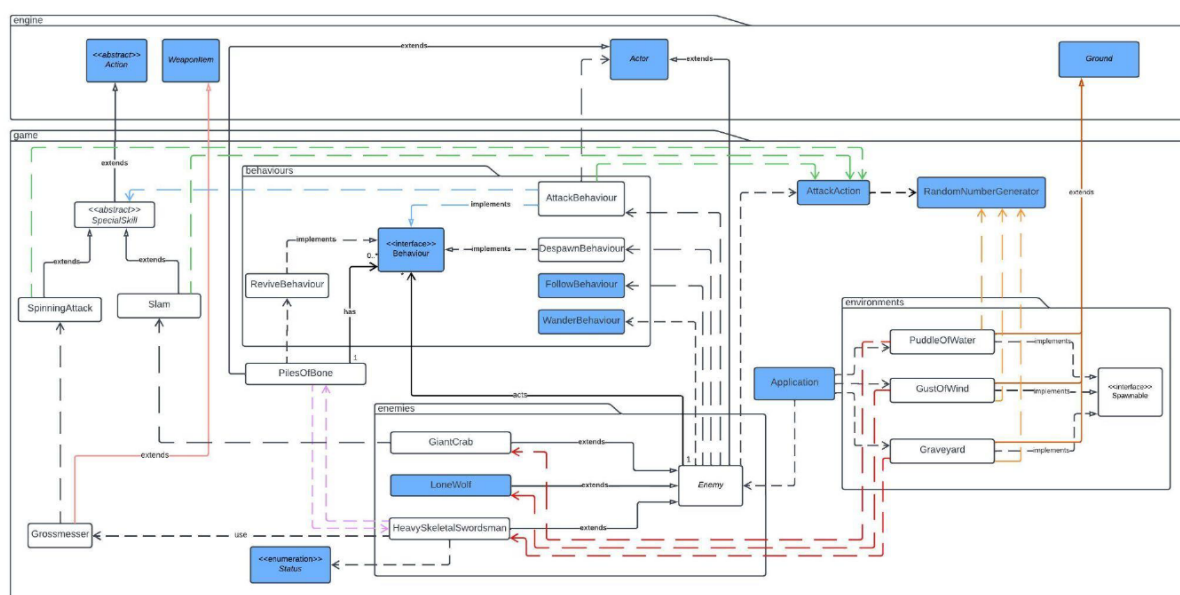 engine
<<abstract>>
Action
WeaponItem
extends
Actor
extends
Ground
game
extends
behaviours
<<abstract>>
SpecialSkill
implements
AttackBehaviour
AttackAction
RandomNumberGenerator
extends
implements
<<interface>>
Behaviour
implements
DespawnBehaviour
0..*
*
extends
extends
ReviveBehaviour
FollowBehaviour
SpinningAttack
Slam
has
WanderBehaviour
environments
PuddleOfWater
implements
1
PilesOfBone
Application
GustOfWind
implements
<<interface>>
Spawnable
acts
enemies
GiantCrab
extends
Graveyard
implements
extends
1
LoneWolf
extends
Enemy
Grossmesser
use
HeavySkeletalSwordsman
extends
<<enumeration>>
Status